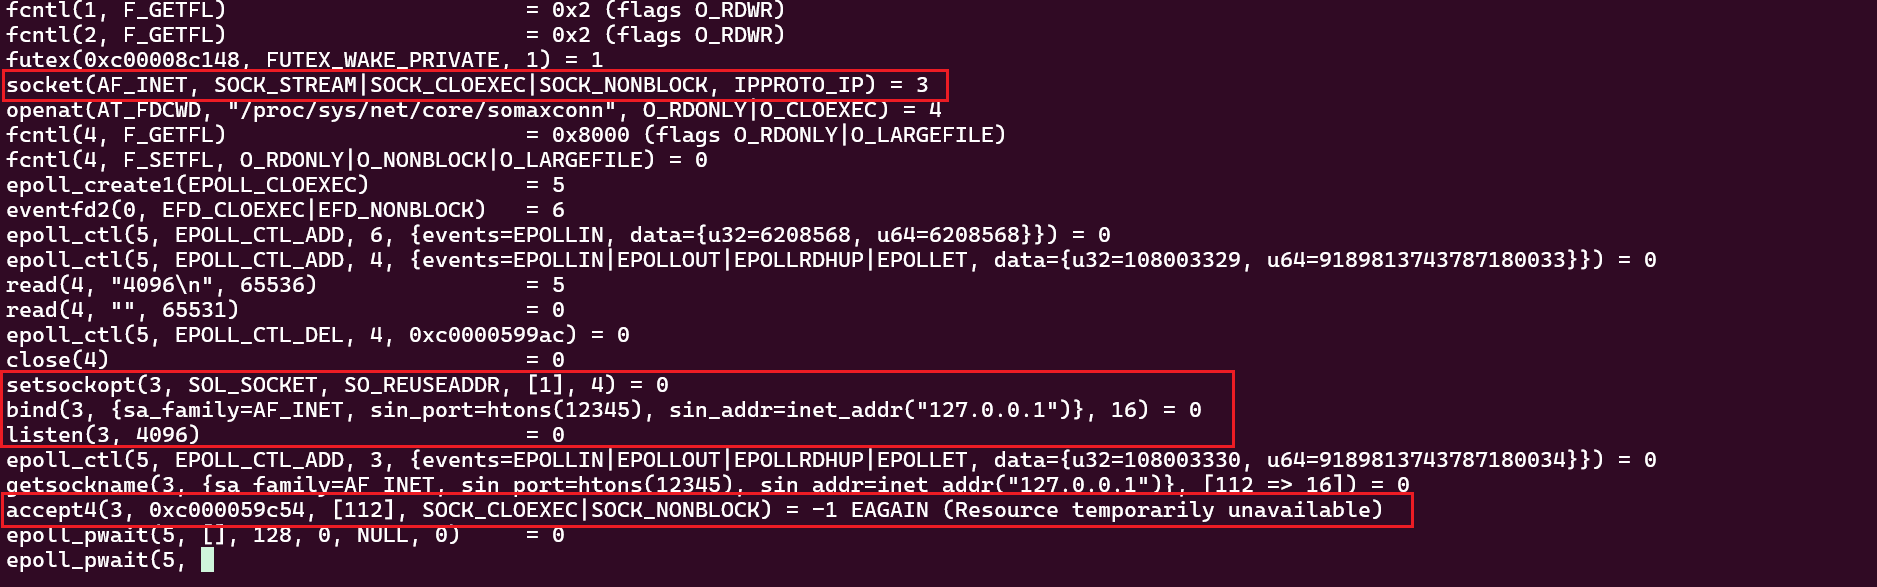 fcntl(1, F_GETFL)                       = 0x2 (flags O_RDWR)
fcntl(2, F_GETFL)                       = 0x2 (flags O_RDWR)
futex(0xc00008c148, FUTEX_WAKE_PRIVATE, 1) = 1
socket(AF_INET, SOCK_STREAM|SOCK_CLOEXEC|SOCK_NONBLOCK, IPPROTO_IP) = 3
openat(AT_FDCWD, "/proc/sys/net/core/somaxconn", O_RDONLY|O_CLOEXEC) = 4
fcntl(4, F_GETFL)                       = 0x8000 (flags O_RDONLY|O_LARGEFILE)
fcntl(4, F_SETFL, O_RDONLY|O_NONBLOCK|O_LARGEFILE) = 0
epoll_create1(EPOLL_CLOEXEC)            = 5
eventfd2(0, EFD_CLOEXEC|EFD_NONBLOCK)   = 6
epoll_ctl(5, EPOLL_CTL_ADD, 6, {events=EPOLLIN, data={u32=6208568, u64=6208568}}) = 0
epoll_ctl(5, EPOLL_CTL_ADD, 4, {events=EPOLLIN|EPOLLOUT|EPOLLRDHUP|EPOLLET, data={u32=108003329, u64=9189813743787180033}}) = 0
read(4, "4096\n", 65536)                = 5
read(4, "", 65531)                      = 0
epoll_ctl(5, EPOLL_CTL_DEL, 4, 0xc0000599ac) = 0
close(4)                                = 0
setsockopt(3, SOL_SOCKET, SO_REUSEADDR, [1], 4) = 0
bind(3, {sa_family=AF_INET, sin_port=htons(12345), sin_addr=inet_addr("127.0.0.1")}, 16) = 0
listen(3, 4096)                         = 0
epoll_ctl(5, EPOLL_CTL_ADD, 3, {events=EPOLLIN|EPOLLOUT|EPOLLRDHUP|EPOLLET, data={u32=108003330, u64=9189813743787180034}}) = 0
getsockname(3, {sa_family=AF_INET, sin_port=htons(12345), sin_addr=inet_addr("127.0.0.1")}, [112 => 16]) = 0
accept4(3, 0xc000059c54, [112], SOCK_CLOEXEC|SOCK_NONBLOCK) = -1 EAGAIN (Resource temporarily unavailable)
epoll_pwait(5, [], 128, 0, NULL, 0)     = 0
epoll_pwait(5,